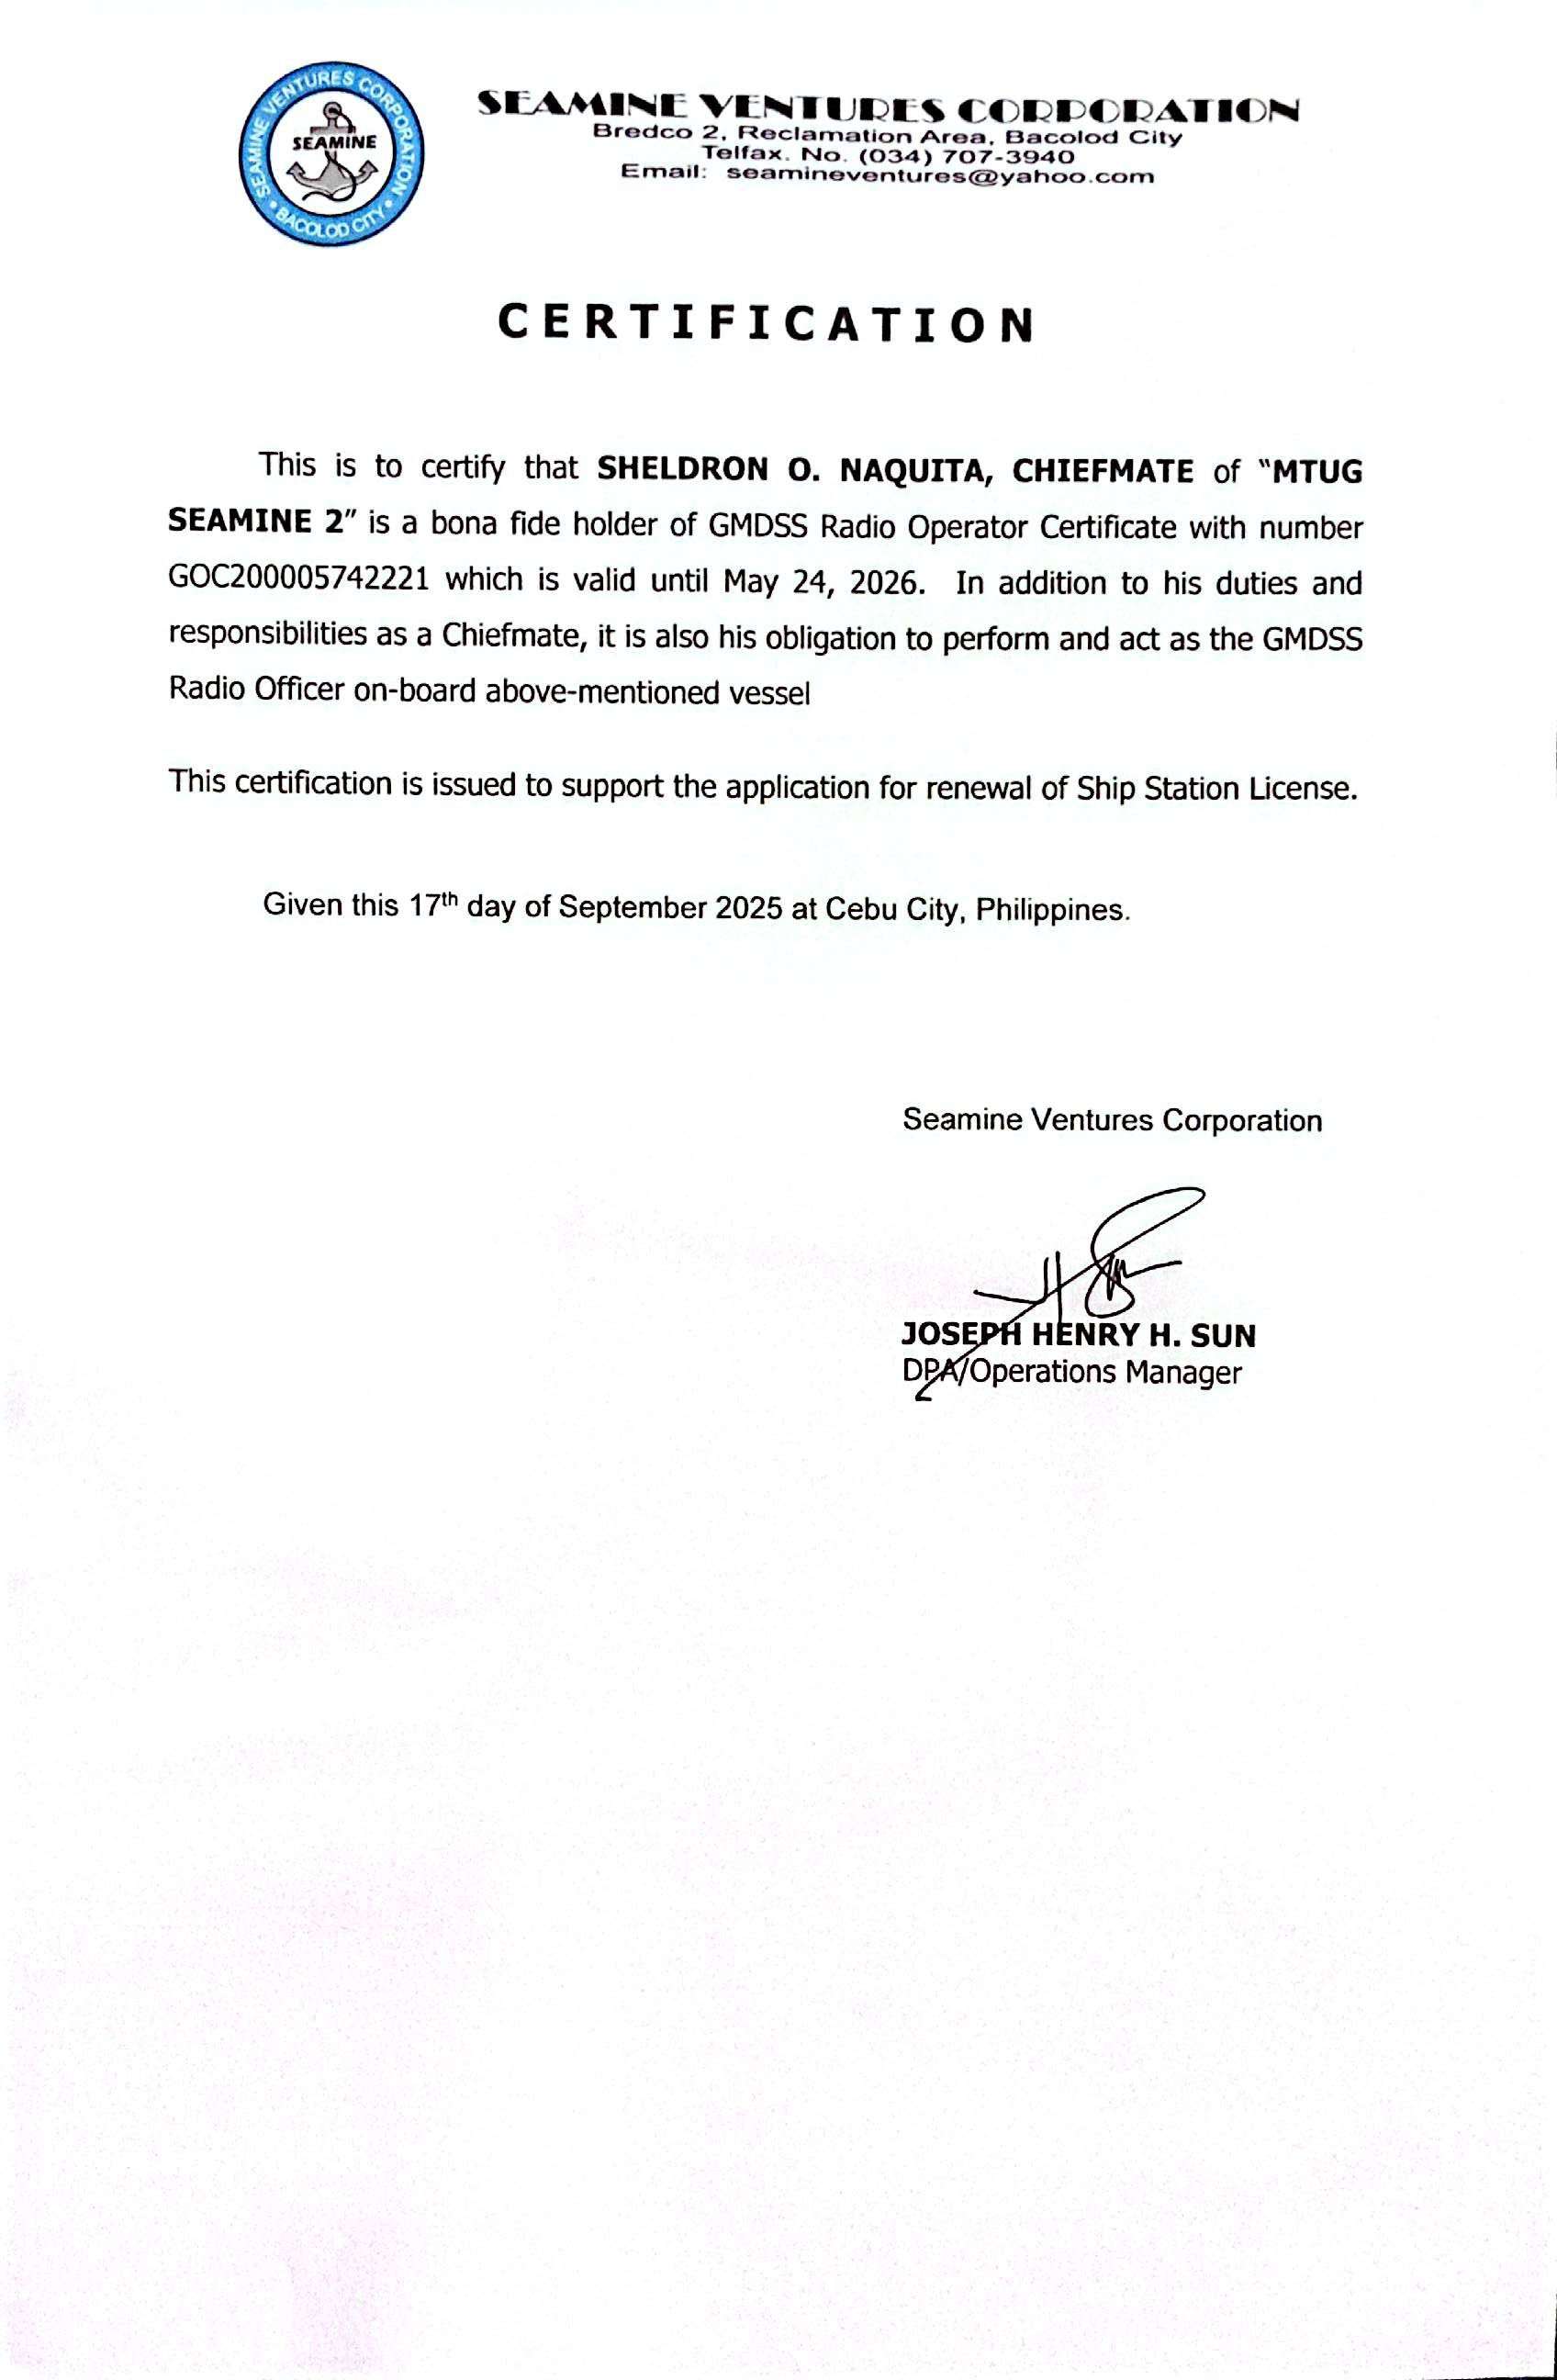 SEAMINE VENTURES CORPORATION
SEAMINE
• BACOLOD CITY •
SEAMINE VENTURES CORPORATION
Bredco 2, Reclamation Area, Bacolod City
Telfax. No. (034) 707-3940
Email: seamineventures@yahoo.com
CERTIFICATION
This is to certify that SHELDRON O. NAQUITA, CHIEFMATE of "MTUG
SEAMINE 2" is a bona fide holder of GMDSS Radio Operator Certificate with number
GOC200005742221 which is valid until May 24, 2026. In addition to his duties and
responsibilities as a Chiefmate, it is also his obligation to perform and act as the GMDSS
Radio Officer on-board above-mentioned vessel
This certification is issued to support the application for renewal of Ship Station License.
Given this 17th day of September 2025 at Cebu City, Philippines.
Seamine Ventures Corporation
JOSEPH HENRY H. SUN
DPA/Operations Manager